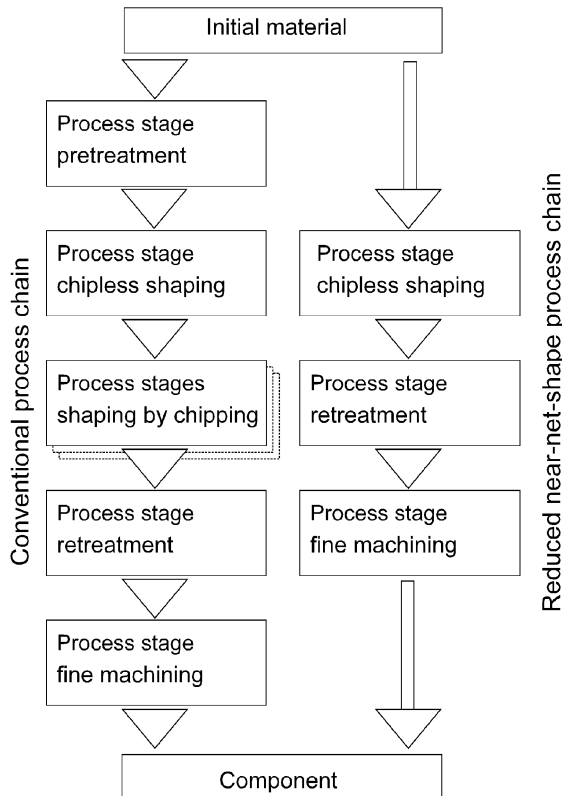 Initial material
Conventional process chain
Process stage
pretreatment
Process stage
chipless shaping
Process stages
shaping by chipping
Process stage
retreatment
Process stage
fine machining
Process stage
chipless shaping
Process stage
retreatment
Process stage
fine machining
Reduced near-net-shape process chain
Component